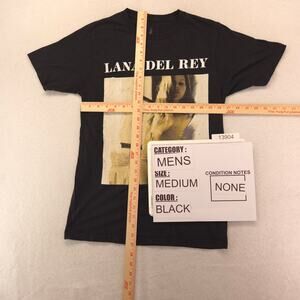 LANA DEL REY
13904
CATEGORY :
MENS
SIZE :
MEDIUM
COLOR :
BLACK
CONDITION NOTES
NONE